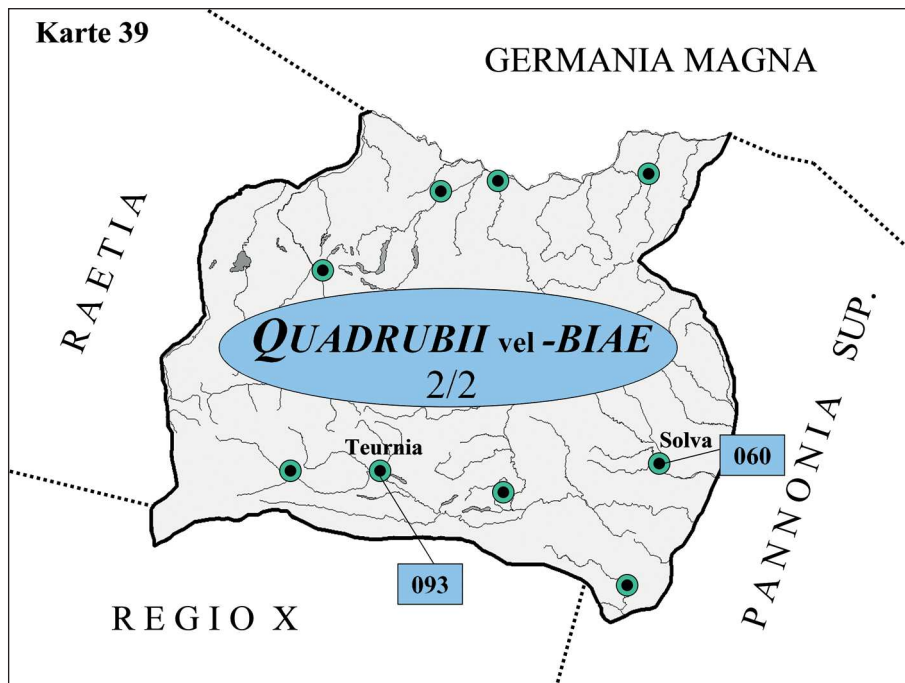 Karte 39
GERMANIA MAGNA
RAETIA
QUADRUBII vel -BIAE
2/2
PANNONIA SUP.
Teurnia
Solva
060
093
REGIO X